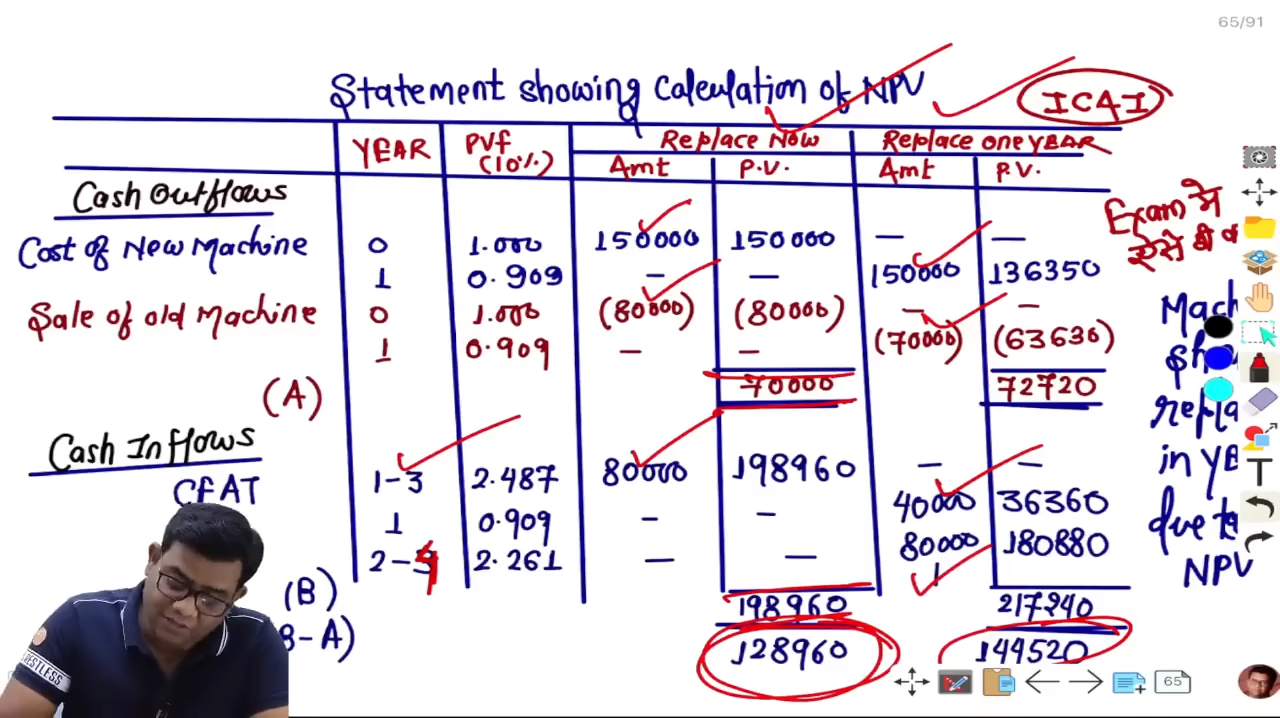 65/91
Statement showing Calculation of NPV
ICAI
YEAR PVf (10%) Replace Now Replace one YEAR
Amt P.V. Amt P.V.
Cash Outflows
Exam में
Cost of New Machine 0 1.000 150000 150000 — —
1 0.909 — — 150000 136350
Sale of old Machine 0 1.000 (80000) (80000) — —
1 0.909 — — (70000) (63630)
(A) 70000 72720
Cash Inflows
CFAT 1-3 2.487 80000 198960 — —
1 0.909 — — 40000 36360
2-4 2.261 — — 80000 180880
in YE
due to
NPV
(B) 198960 217240
B-A) 128960 144520
RESTLESS
T
65